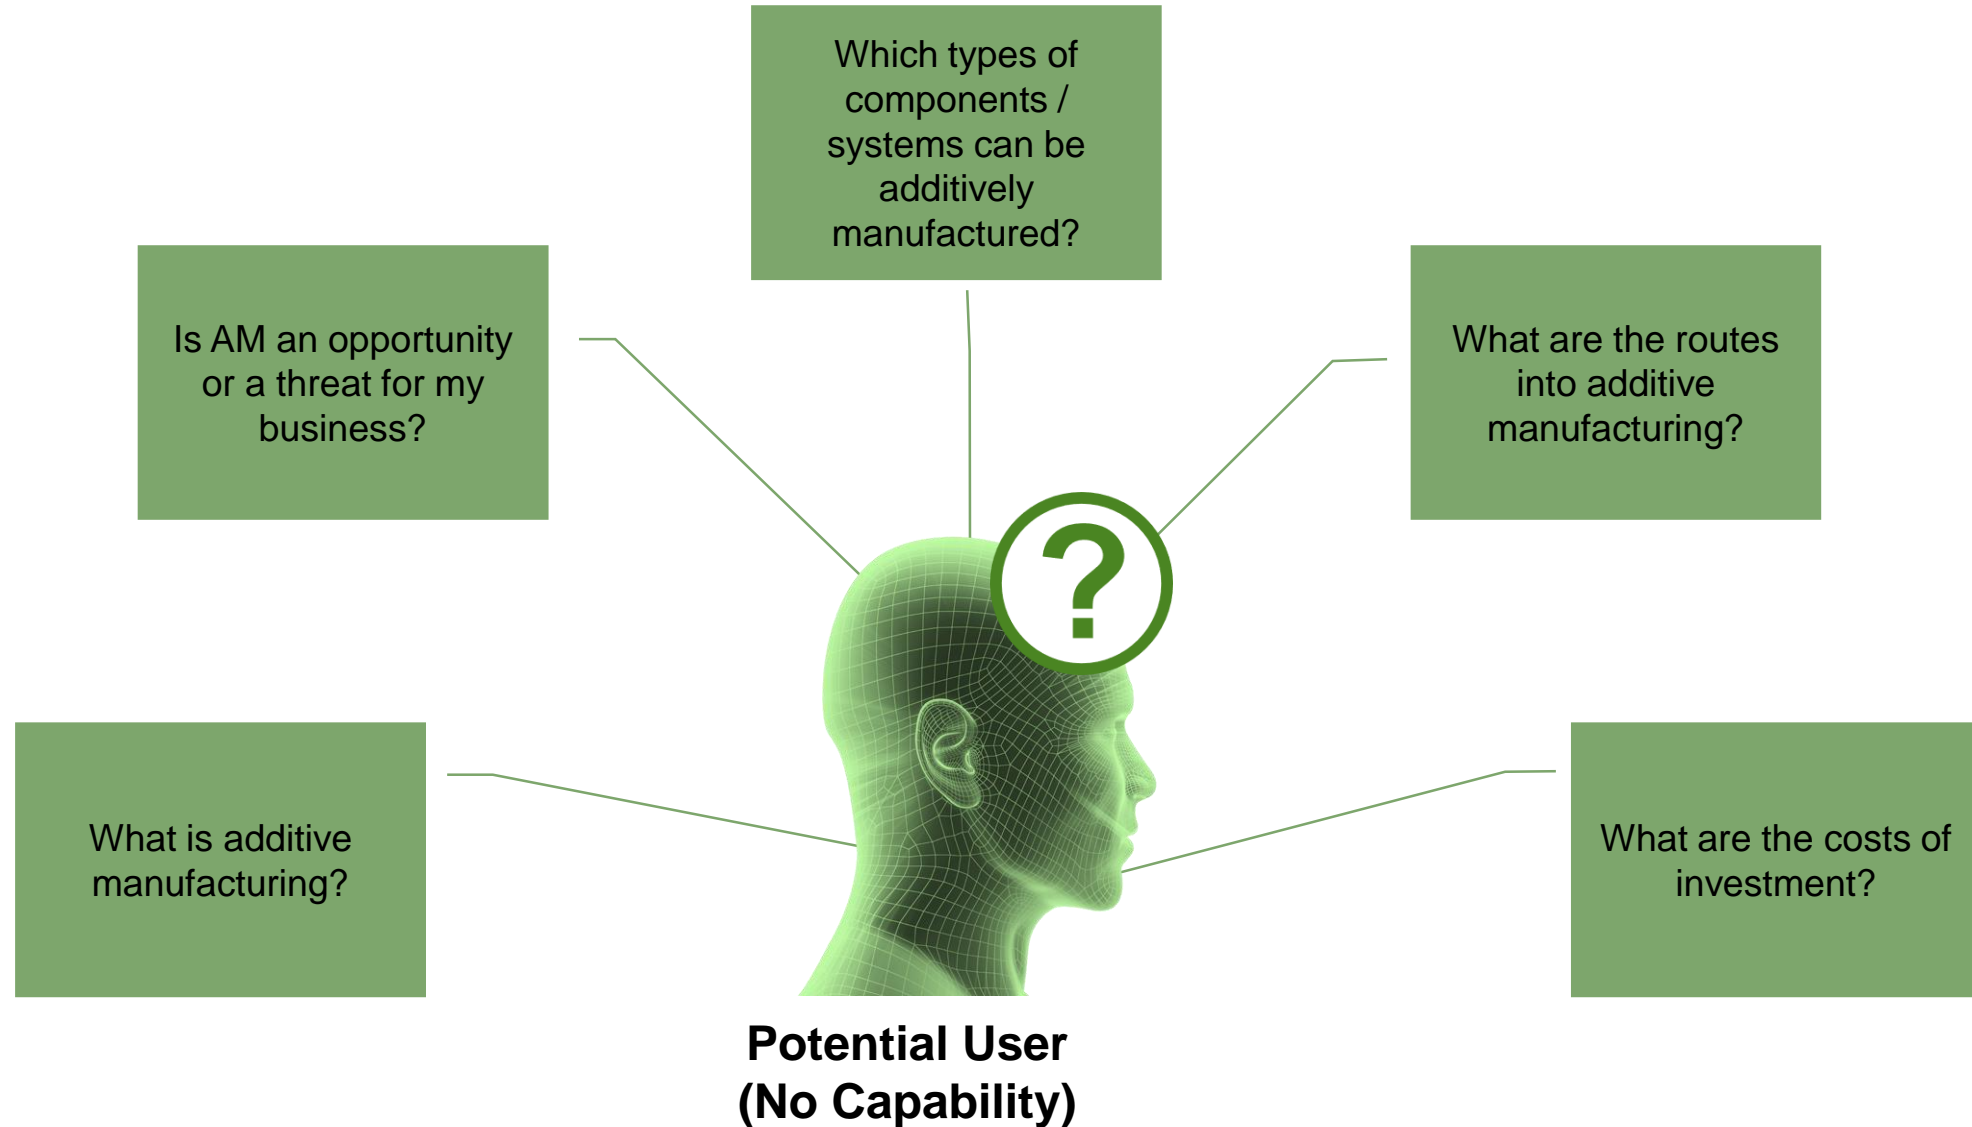 Which types of
components /
systems can be
additively
manufactured?
Is AM an opportunity
or a threat for my
business?
What are the routes
into additive
manufacturing?
?
What is additive
manufacturing?
What are the costs of
investment?
Potential User
(No Capability)